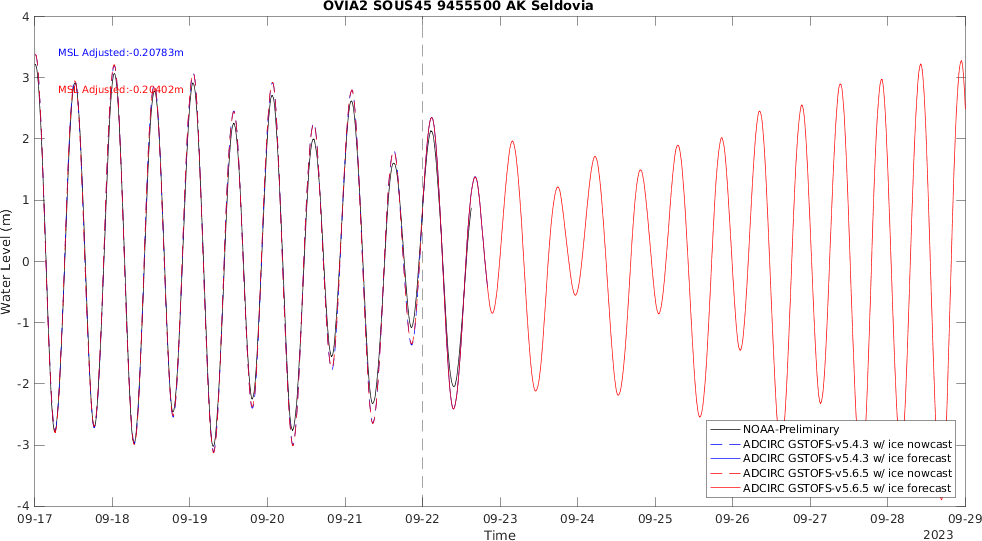 OVIA2 SOUS45 9455500 AK Seldovia
MSL Adjusted:-0.20783m
MSL Adjusted:-0.20402m
Water Level (m)
4
3
2
1
0
-1
-2
-3
-4
NOAA-Preliminary
ADCIRC GSTOFS-v5.4.3 w/ ice nowcast
ADCIRC GSTOFS-v5.4.3 w/ ice forecast
ADCIRC GSTOFS-v5.6.5 w/ ice nowcast
ADCIRC GSTOFS-v5.6.5 w/ ice forecast
09-17 09-18 09-19 09-20 09-21 09-22 09-23 09-24 09-25 09-26 09-27 09-28 09-29
Time
2023